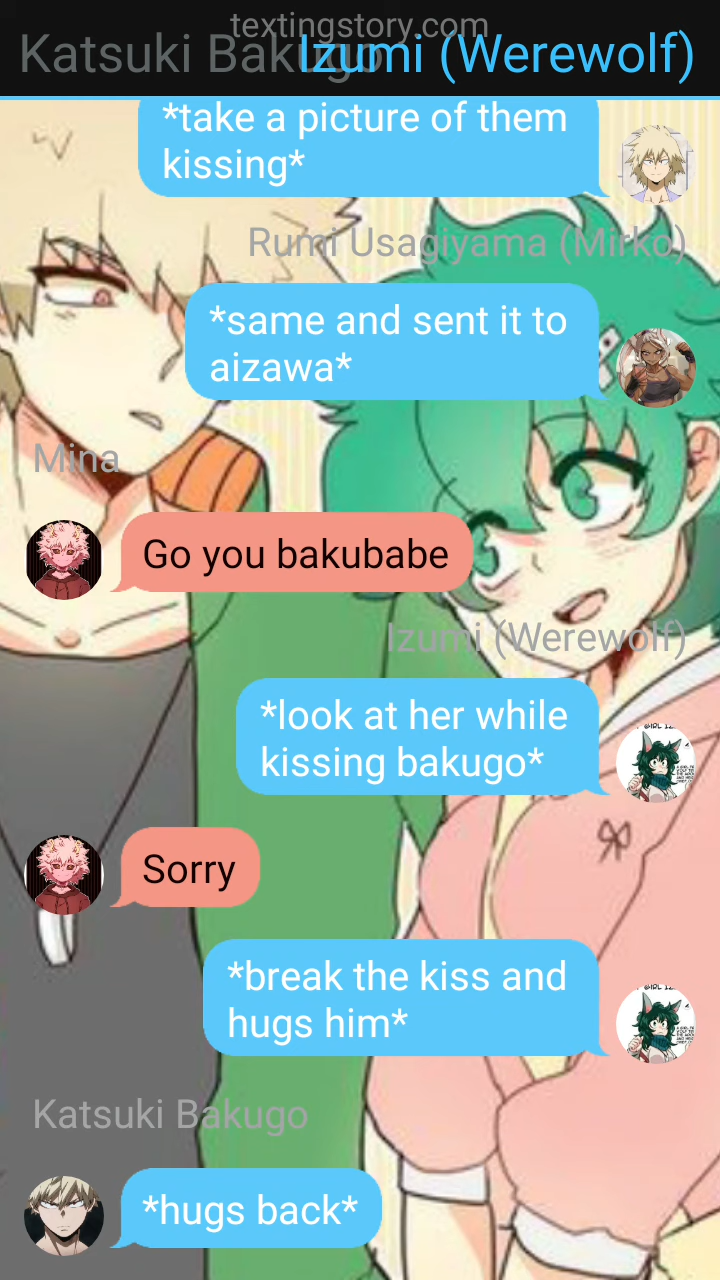 textingstory.com
Katsuki Bakugo
Izumi (Werewolf)
*take a picture of them
kissing*
Rumi Usagiyama (Mirko)
*same and sent it to
aizawa*
Mina
Go you bakubabe
Izumi (Werewolf)
*look at her while
kissing bakugo*
Sorry
*break the kiss and
hugs him*
Katsuki Bakugo
*hugs back*